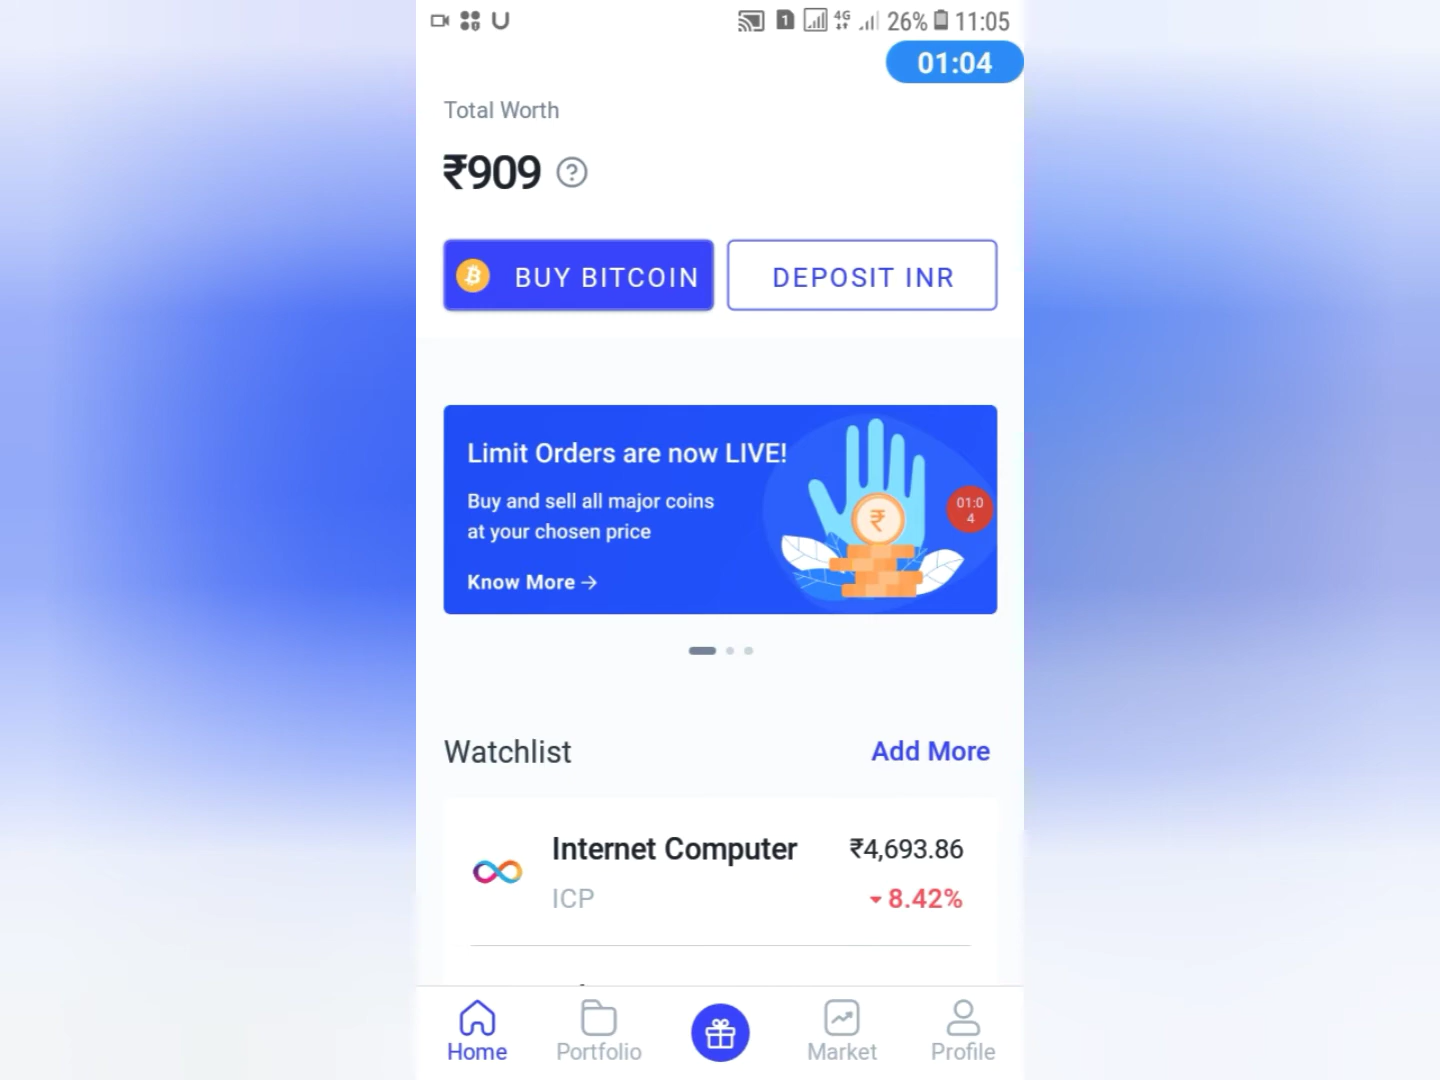 26% 11:05
01:04
Total Worth
₹909 ?
BUY BITCOIN
DEPOSIT INR
Limit Orders are now LIVE!
Buy and sell all major coins
at your chosen price
Know More →
01:0
4
Watchlist
Add More
Internet Computer
₹4,693.86
ICP
8.42%
Home
Portfolio
Market
Profile